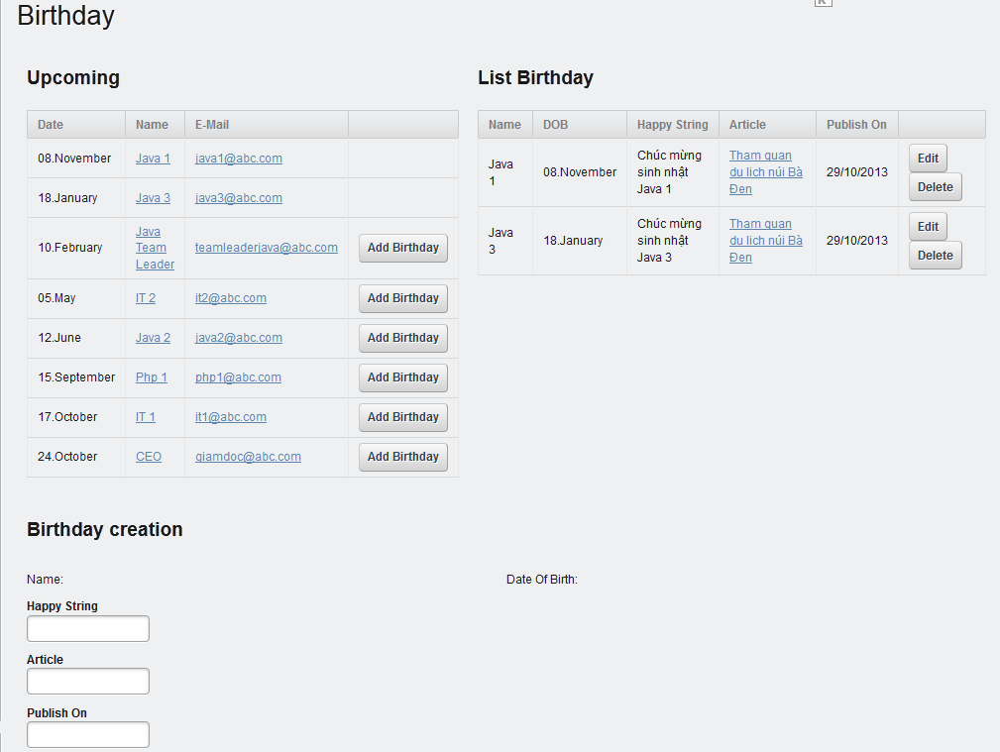 Birthday
Upcoming
Date Name E-Mail
08.November Java 1 java1@abc.com
18.January Java 3 java3@abc.com
10.February Java Team Leader teamleaderjava@abc.com Add Birthday
05.May IT 2 it2@abc.com Add Birthday
12.June Java 2 java2@abc.com Add Birthday
15.September Php 1 php1@abc.com Add Birthday
17.October IT 1 it1@abc.com Add Birthday
24.October CEO giamdoc@abc.com Add Birthday
List Birthday
Name DOB Happy String Article Publish On
Java 1 08.November Chúc mừng sinh nhật Java 1 Tham quan du lich núi Bà Đen 29/10/2013 Edit Delete
Java 3 18.January Chúc mừng sinh nhật Java 3 Tham quan du lich núi Bà Đen 29/10/2013 Edit Delete
Birthday creation
Name: Date Of Birth:
Happy String
Article
Publish On